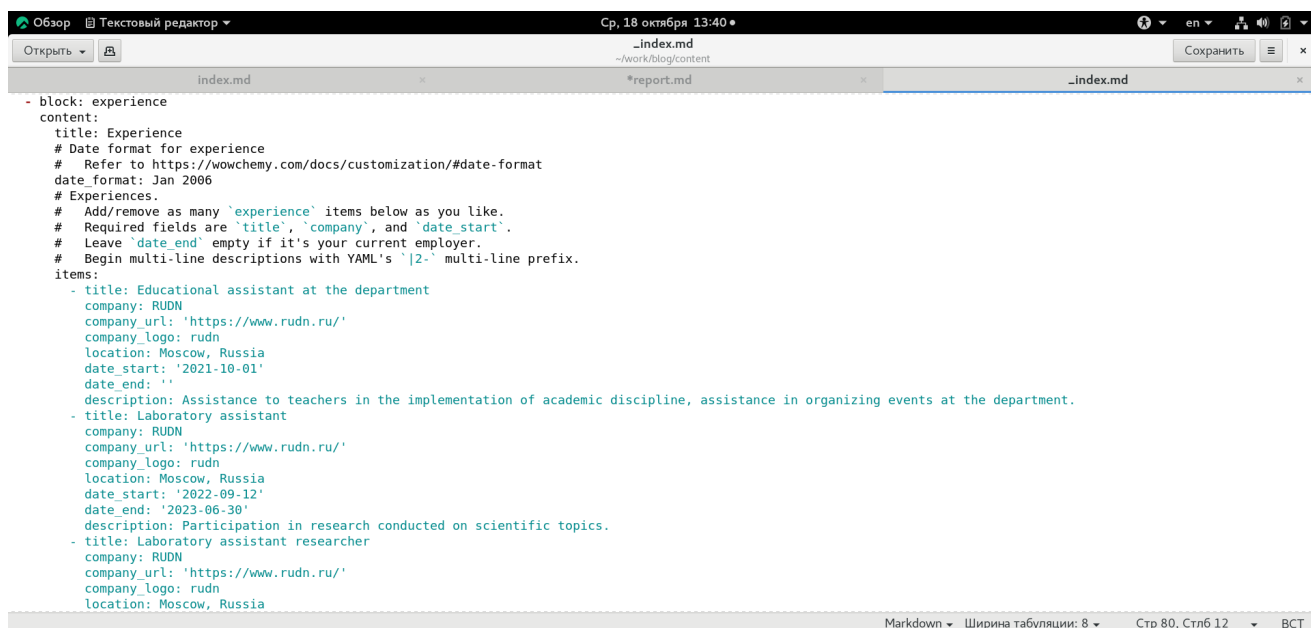 Обзор Текстовый редактор Ср, 18 октября 13:40 en
Открыть _index.md Сохранить
~/work/blog/content
index.md *report.md _index.md
- block: experience
content:
title: Experience
# Date format for experience
# Refer to https://wowchemy.com/docs/customization/#date-format
date_format: Jan 2006
# Experiences.
# Add/remove as many `experience` items below as you like.
# Required fields are `title`, `company`, and `date_start`.
# Leave `date_end` empty if it's your current employer.
# Begin multi-line descriptions with YAML's `|2-` multi-line prefix.
items:
- title: Educational assistant at the department
company: RUDN
company_url: 'https://www.rudn.ru/'
company_logo: rudn
location: Moscow, Russia
date_start: '2021-10-01'
date_end: ''
description: Assistance to teachers in the implementation of academic discipline, assistance in organizing events at the department.
- title: Laboratory assistant
company: RUDN
company_url: 'https://www.rudn.ru/'
company_logo: rudn
location: Moscow, Russia
date_start: '2022-09-12'
date_end: '2023-06-30'
description: Participation in research conducted on scientific topics.
- title: Laboratory assistant researcher
company: RUDN
company_url: 'https://www.rudn.ru/'
company_logo: rudn
location: Moscow, Russia
Markdown Ширина табуляции: 8 Стр 80, Стлб 12 ВСТ